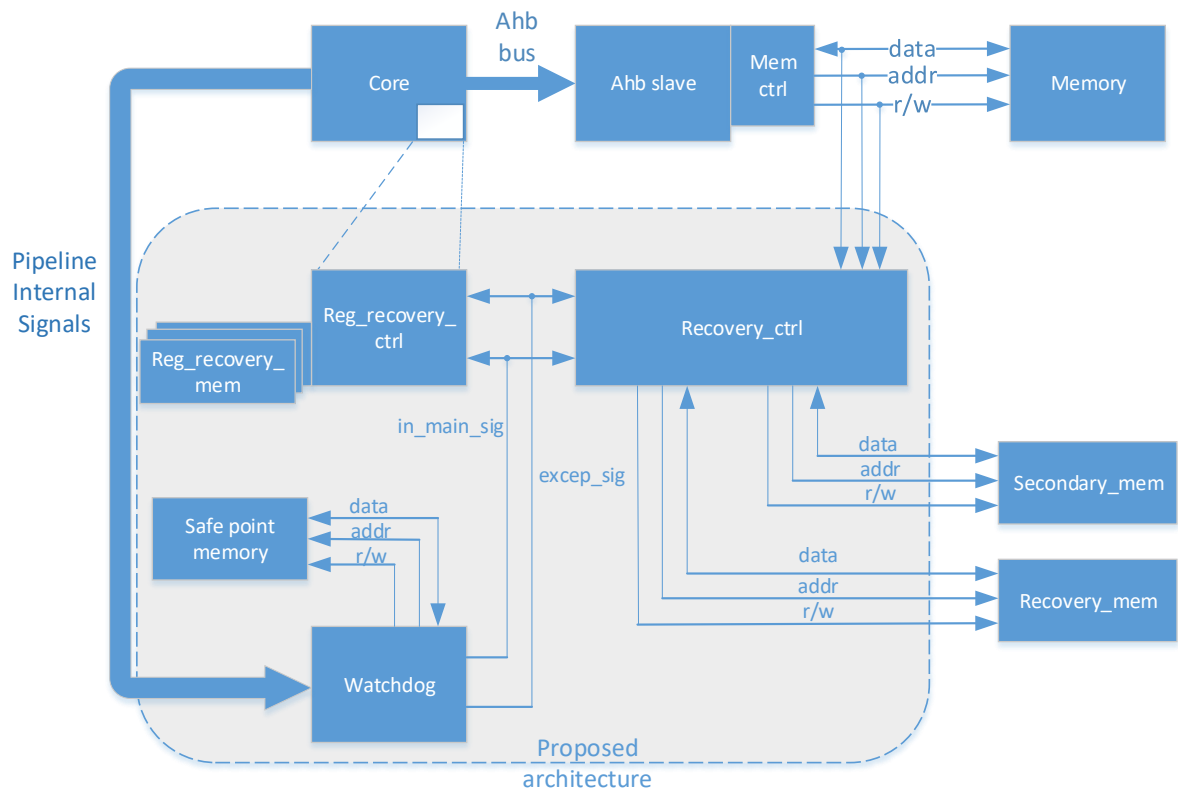 Ahb
bus
Core
Ahb slave
Mem
ctrl
data
addr
r/w
Memory
Pipeline
Internal
Signals
Reg_recovery_
ctrl
Reg_recovery_
mem
Recovery_ctrl
in_main_sig
excep_sig
data
addr
r/w
Secondary_mem
Safe point
memory
data
addr
r/w
data
addr
r/w
Recovery_mem
Watchdog
Proposed
architecture